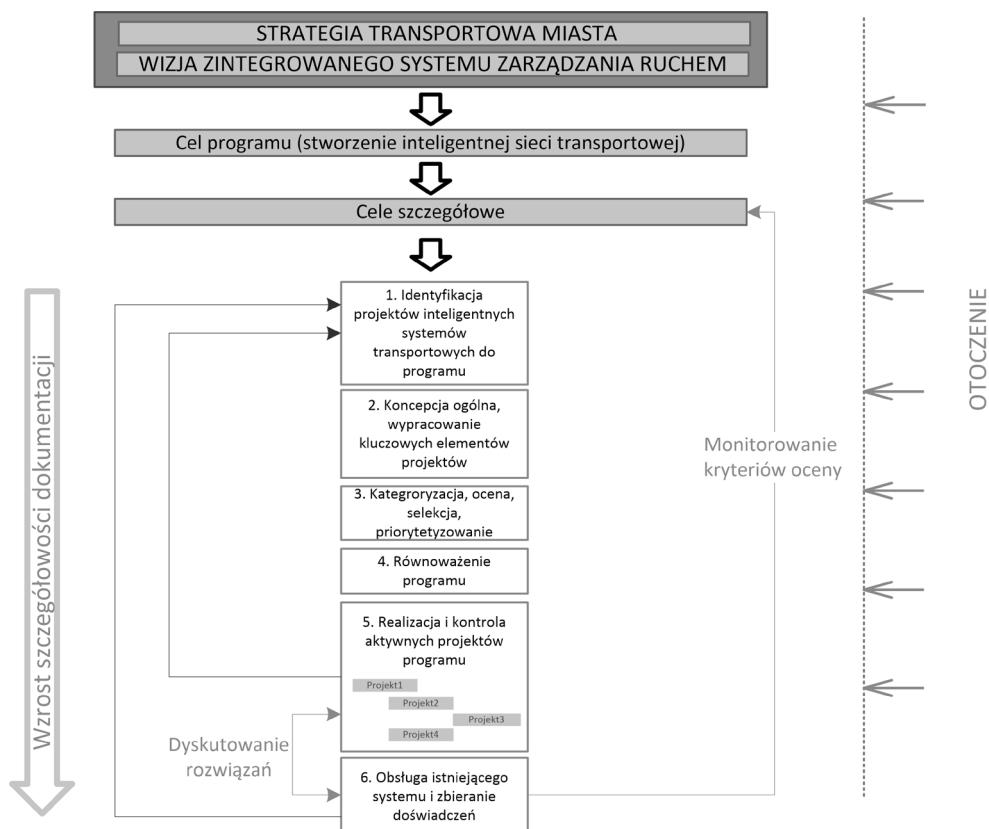 STRATEGIA TRANSPORTOWA MIASTA
WIZJA ZINTEGROWANEGO SYSTEMU ZARZĄDZANIA RUCHEM
Cel programu (stworzenie inteligentnej sieci transportowej)
Cele szczegółowe
1. Identyfikacja
projektów inteligentnych
systemów
transportowych do
programu
2. Koncepcja ogólna,
wypracowanie
kluczowych elementów
projektów
3. Kategroryzacja, ocena,
selekcja,
priorytetyzowanie
4. Równoważenie
programu
5. Realizacja i kontrola
aktywnych projektów
programu
Projekt1
Projekt2
Projekt3
Projekt4
6. Obsługa istniejącego
systemu i zbieranie
doświadczeń
Dyskutowanie
rozwiązań
Monitorowanie
kryteriów oceny
Wzrost szczegółowości dokumentacji
OTOCZENIE